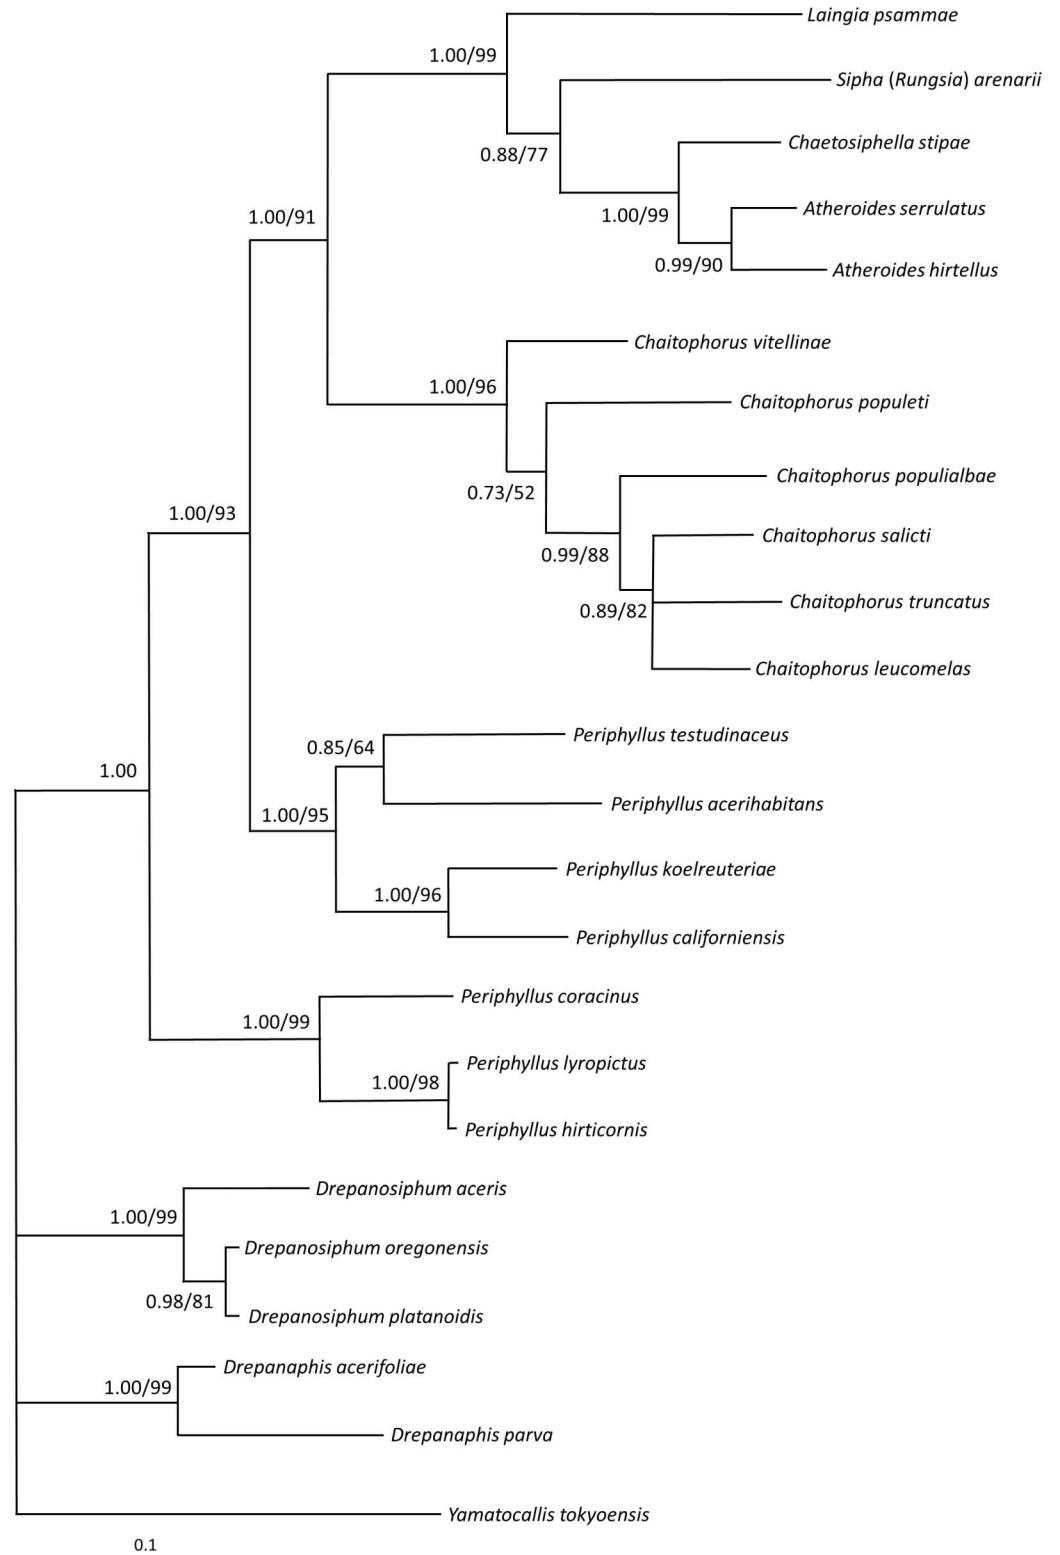 Laingia psammae
1.00/99
Sipha (Rungsia) arenarii
Chaetosiphella stipae
0.88/77
Atheroides serrulatus
1.00/99
1.00/91
0.99/90
Atheroides hirtellus
Chaitophorus vitellinae
1.00/96
Chaitophorus populeti
Chaitophorus populialbae
0.73/52
1.00/93
Chaitophorus salicti
0.99/88
Chaitophorus truncatus
0.89/82
Chaitophorus leucomelas
Periphyllus testudinaceus
0.85/64
1.00
Periphyllus acerihabitans
1.00/95
Periphyllus koelreuteriae
1.00/96
Periphyllus californiensis
Periphyllus coracinus
1.00/99
Periphyllus lyropictus
1.00/98
Periphyllus hirticornis
Drepanosiphum aceris
1.00/99
Drepanosiphum oregonensis
0.98/81
Drepanosiphum platanoidis
Drepanaphis acerifoliae
1.00/99
Drepanaphis parva
Yamatocallis tokyoensis
0.1